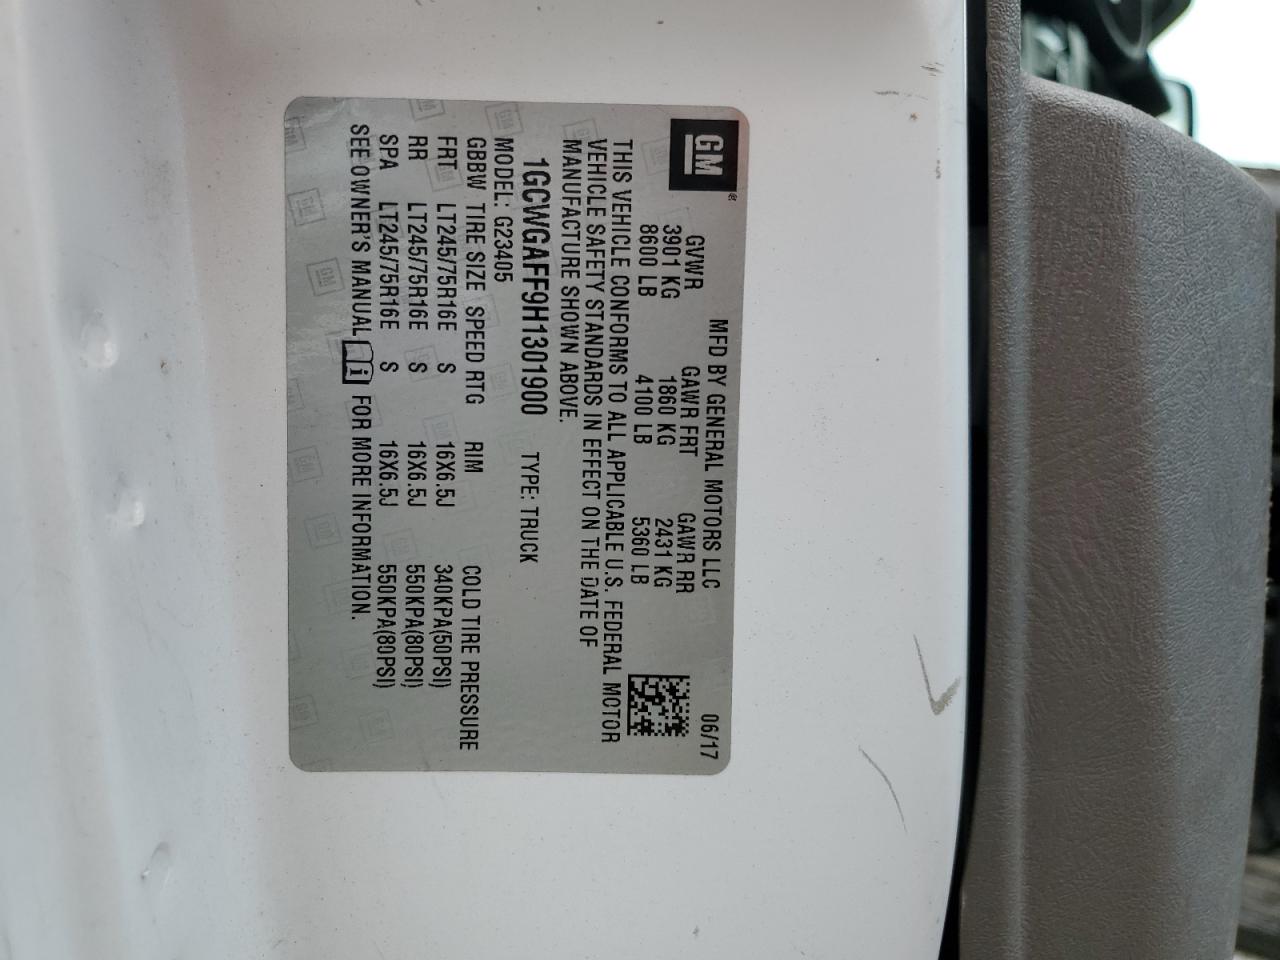 GM ®
MFD BY GENERAL MOTORS LLC 06/17
GVWR GAWR FRT GAWR RR
3901 KG 1860 KG 2431 KG
8600 LB 4100 LB 5360 LB
THIS VEHICLE CONFORMS TO ALL APPLICABLE U.S. FEDERAL MOTOR
VEHICLE SAFETY STANDARDS IN EFFECT ON THE DATE OF
MANUFACTURE SHOWN ABOVE.
1GCWGAFF9H1301900 TYPE: TRUCK
MODEL: G23405
GBBW TIRE SIZE SPEED RTG RIM COLD TIRE PRESSURE
FRT LT245/75R16E S 16X6.5J 340KPA(50PSI)
RR LT245/75R16E S 16X6.5J 550KPA(80PSI)
SPA LT245/75R16E S 16X6.5J 550KPA(80PSI)
SEE OWNER'S MANUAL i FOR MORE INFORMATION.